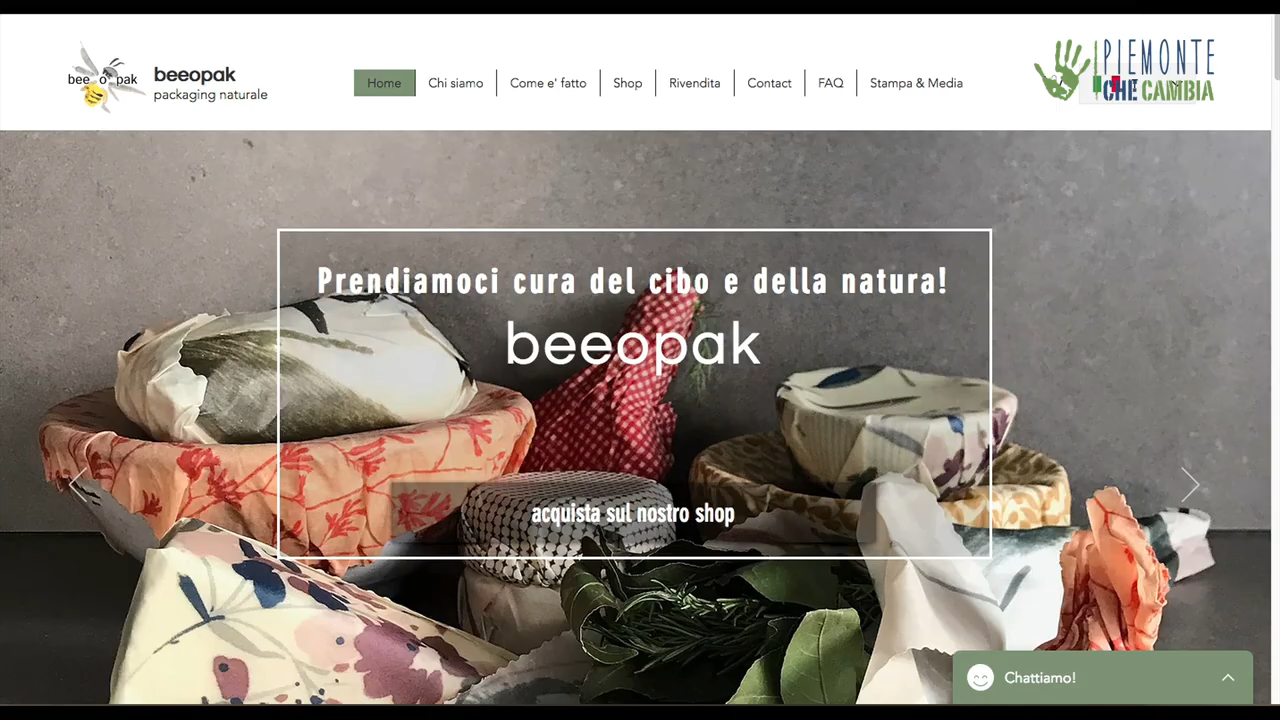 bee o pak
beeopak
packaging naturale
Home
Chi siamo
Come e' fatto
Shop
Rivendita
Contact
FAQ
Stampa & Media
PIEMONTE
CHE CAMBIA
Prendiamoci cura del cibo e della natura!
beeopak
acquista sul nostro shop
Chattiamo!